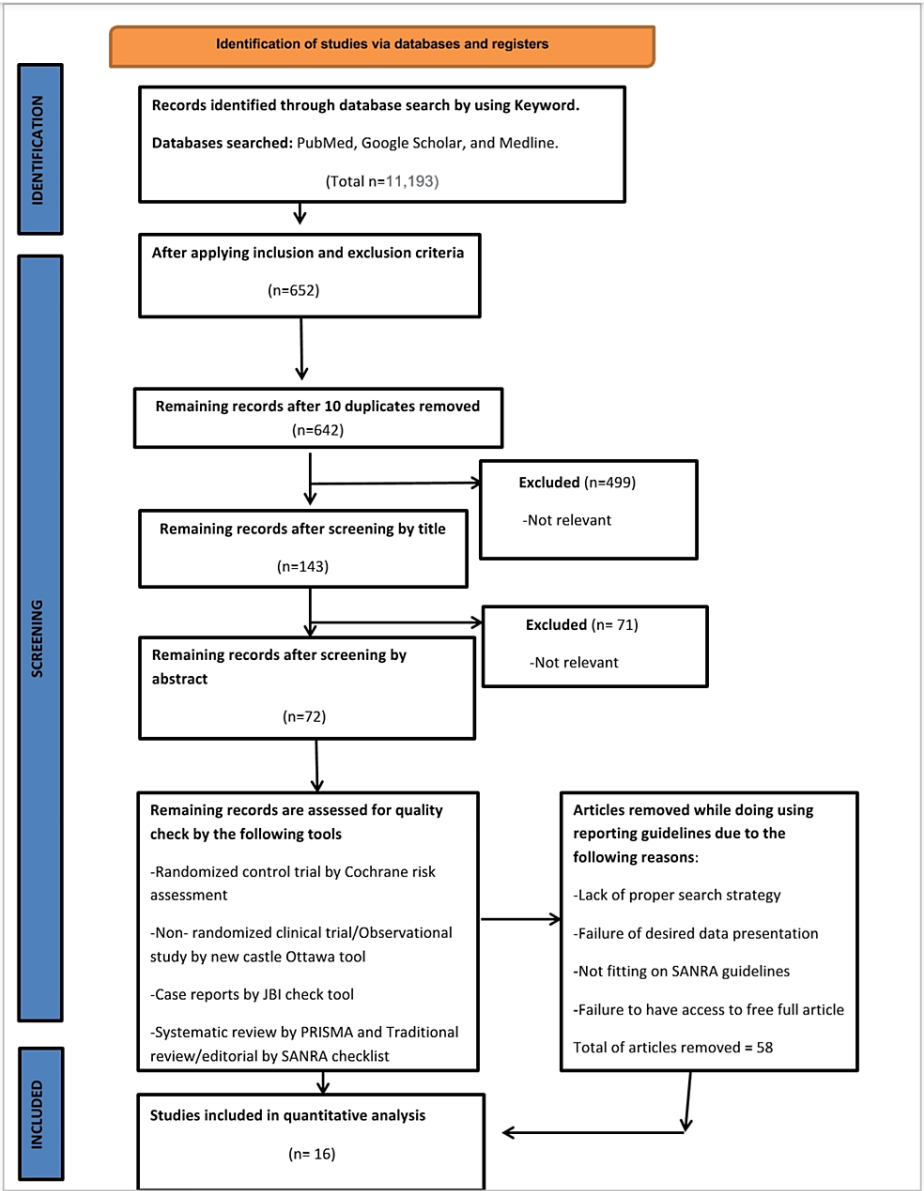 Identification of studies via databases and registers
IDENTIFICATION
Records identified through database search by using Keyword.
Databases searched: PubMed, Google Scholar, and Medline.
(Total n=11,193)
SCREENING
After applying inclusion and exclusion criteria
(n=652)
Remaining records after 10 duplicates removed
(n=642)
Excluded (n=499)
-Not relevant
Remaining records after screening by title
(n=143)
Excluded (n= 71)
-Not relevant
Remaining records after screening by
abstract
(n=72)
Remaining records are assessed for quality
check by the following tools
-Randomized control trial by Cochrane risk
assessment
-Non- randomized clinical trial/Observational
study by new castle Ottawa tool
-Case reports by JBI check tool
-Systematic review by PRISMA and Traditional
review/editorial by SANRA checklist
Articles removed while doing using
reporting guidelines due to the
following reasons:
-Lack of proper search strategy
-Failure of desired data presentation
-Not fitting on SANRA guidelines
-Failure to have access to free full article
Total of articles removed = 58
INCLUDED
Studies included in quantitative analysis
(n= 16)